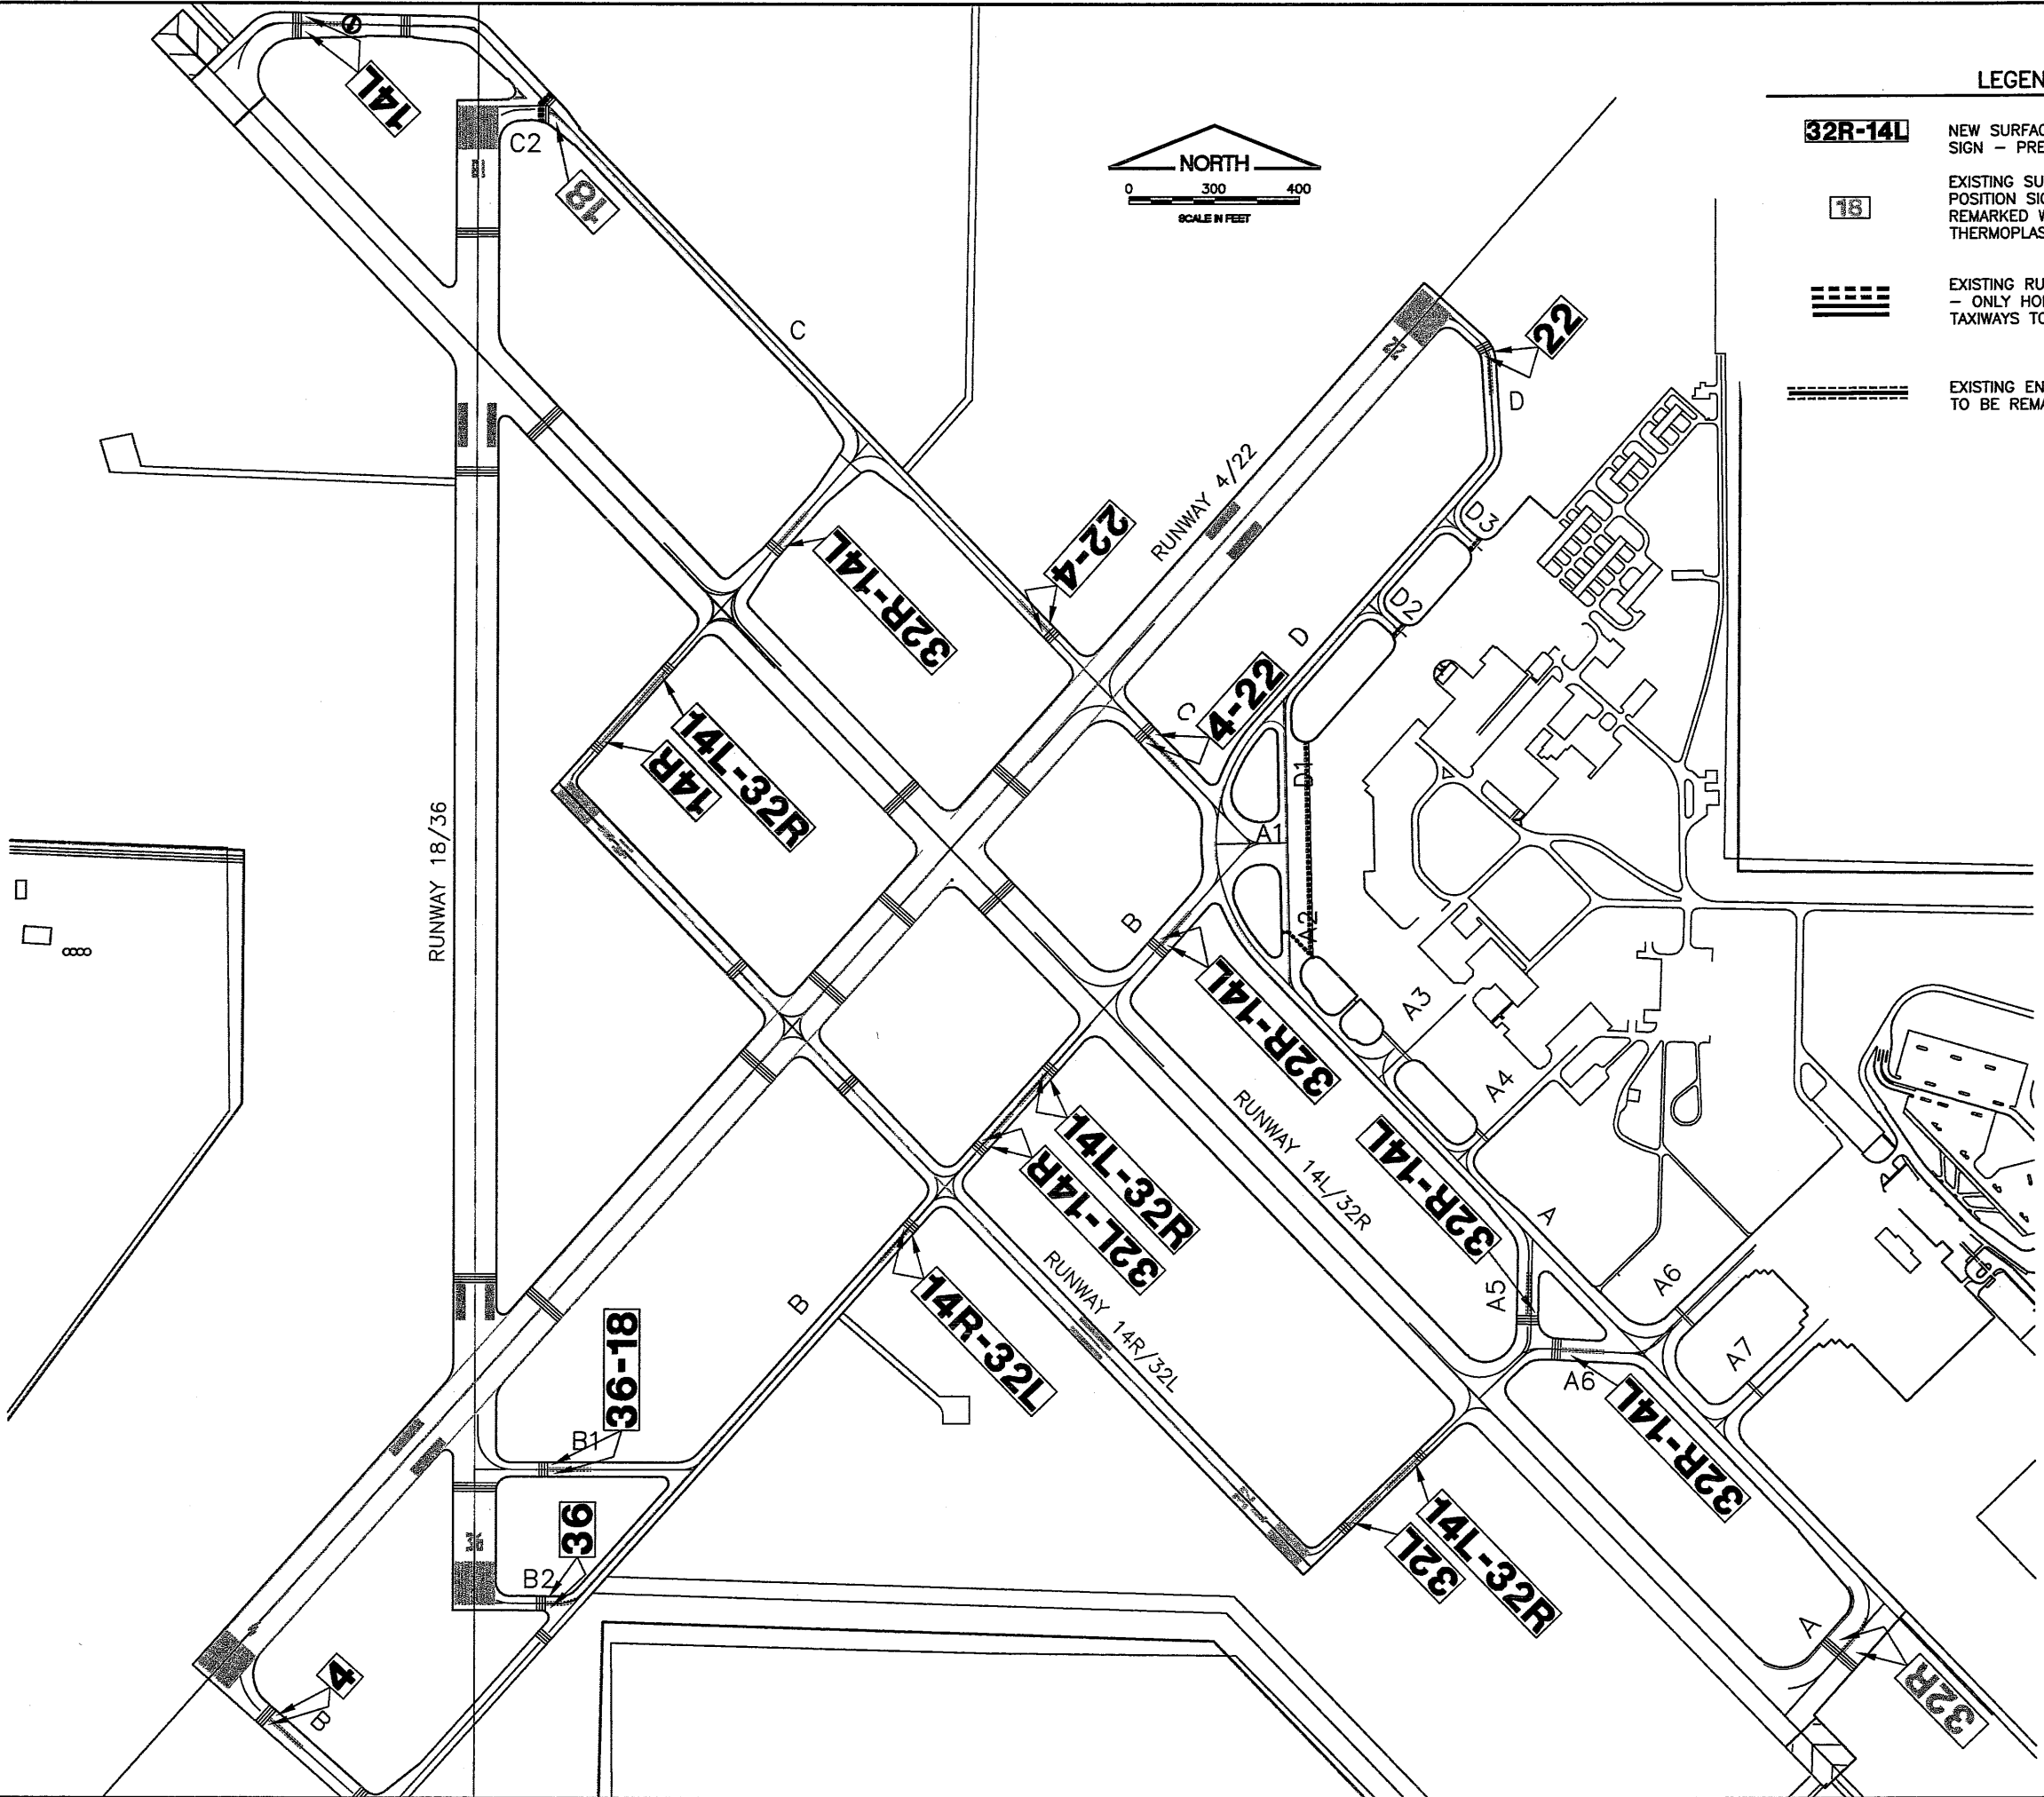 LEGEN
32R-14L
NEW SURFAC
SIGN – PRE
18
EXISTING SU
POSITION SIG
REMARKED W
THERMOPLAS
EXISTING RU
– ONLY HOL
TAXIWAYS TO
EXISTING EN
TO BE REMA
NORTH
0 300 400
SCALE IN FEET
14L
C2
18
C
22
22
D
RUNWAY 4/22
D3
22-4
D2
32R-14L
D
4-22
C
14L-32R
14R
D1
RUNWAY 18/36
A1
B
A2
32R-14L
A3
A4
RUNWAY 14L/32R
14L-32R
32L-14R
32R-14L
A
RUNWAY 14R/32L
14R-32L
B
A5
A6
A7
36-18
A6
32R-14L
B1
36
36
B2
14L-32R
32L
A
32R
4
4
B